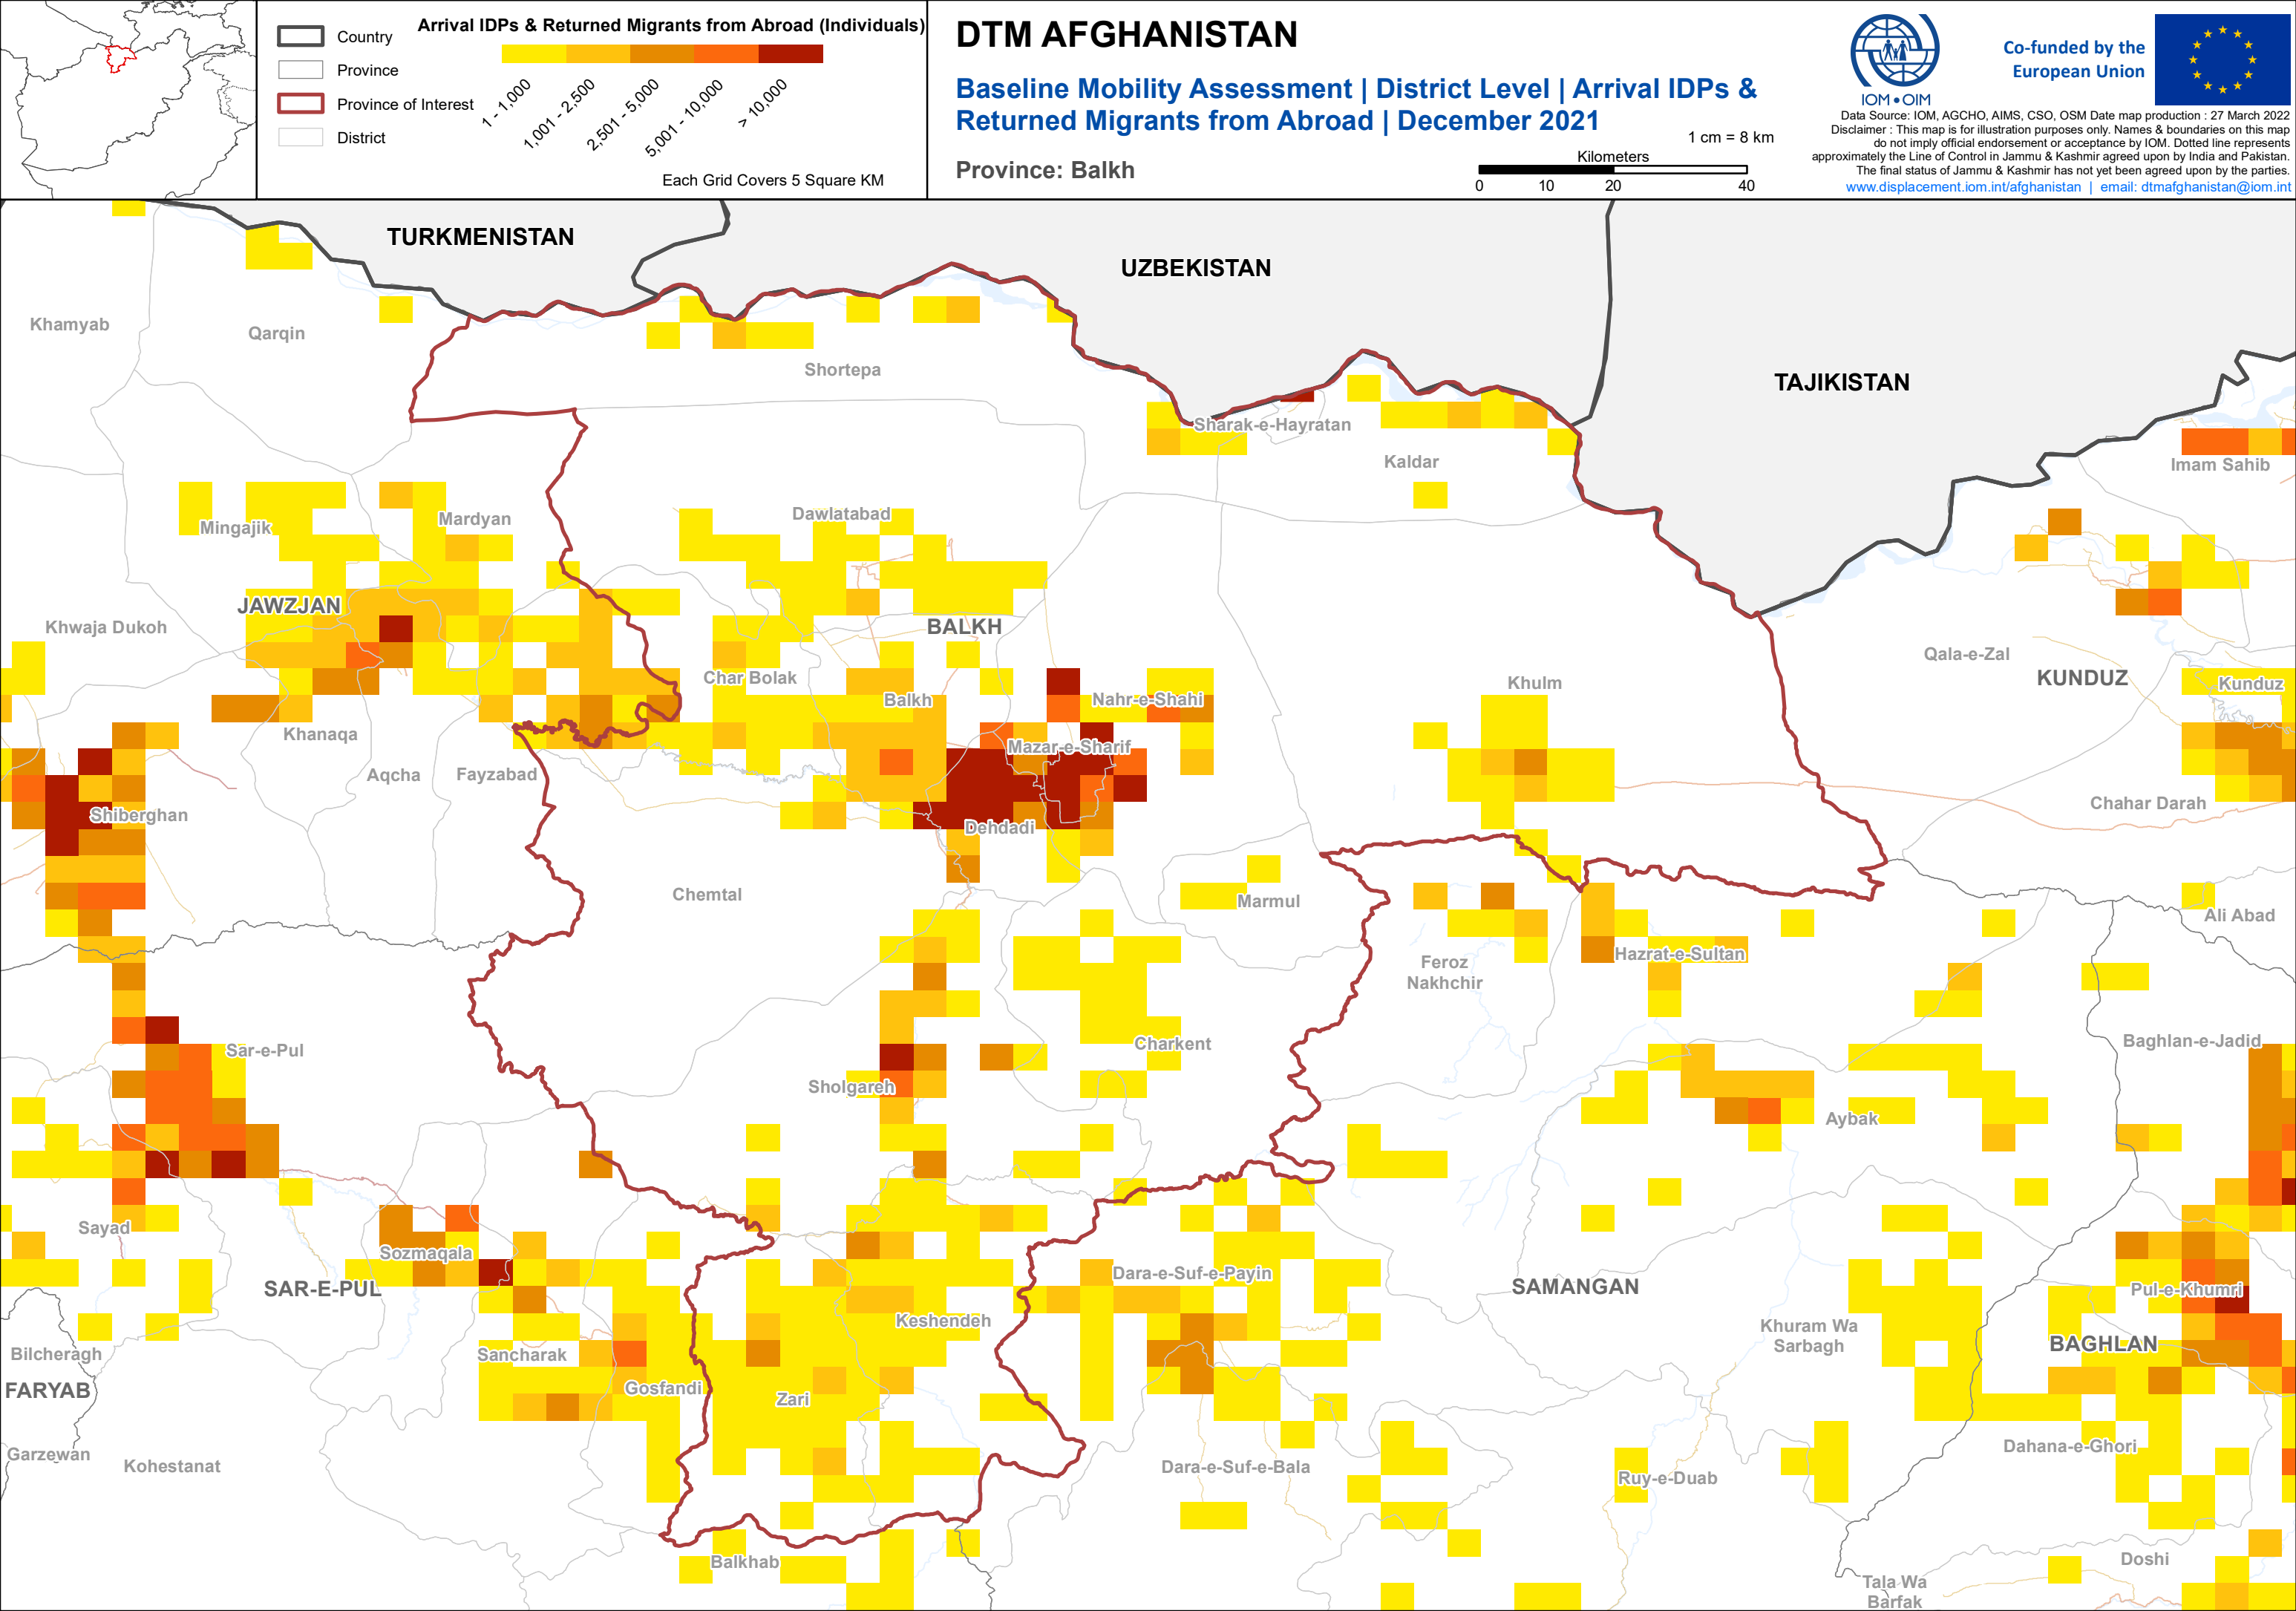 Arrival IDPs & Returned Migrants from Abroad (Individuals)
Country
Province
Province of Interest
District
1 - 1,000
1,001 - 2,500
2,501 - 5,000
5,001 - 10,000
> 10,000
Each Grid Covers 5 Square KM
DTM AFGHANISTAN
Baseline Mobility Assessment | District Level | Arrival IDPs &
Returned Migrants from Abroad | December 2021
Province: Balkh
1 cm = 8 km
Kilometers
0 10 20 40
IOM • OIM
Co-funded by the
European Union
Data Source: IOM, AGCHO, AIMS, CSO, OSM Date map production : 27 March 2022
Disclaimer : This map is for illustration purposes only. Names & boundaries on this map
do not imply official endorsement or acceptance by IOM. Dotted line represents
approximately the Line of Control in Jammu & Kashmir agreed upon by India and Pakistan.
The final status of Jammu & Kashmir has not yet been agreed upon by the parties.
www.displacement.iom.int/afghanistan | email: dtmafghanistan@iom.int
TURKMENISTAN
UZBEKISTAN
TAJIKISTAN
Khamyab
Qarqin
Shortepa
Sharak-e-Hayratan
Kaldar
Imam Sahib
Mingajik
Mardyan
Dawlatabad
JAWZJAN
Khwaja Dukoh
BALKH
Qala-e-Zal
KUNDUZ
Kunduz
Char Bolak
Balkh
Nahr-e-Shahi
Khulm
Khanaqa
Mazar-e-Sharif
Aqcha
Fayzabad
Shiberghan
Dehdadi
Chahar Darah
Chemtal
Marmul
Ali Abad
Feroz
Nakhchir
Hazrat-e-Sultan
Sar-e-Pul
Charkent
Baghlan-e-Jadid
Sholgareh
Aybak
Sayad
Sozmaqala
SAR-E-PUL
Dara-e-Suf-e-Payin
SAMANGAN
Pul-e-Khumri
Keshendeh
Khuram Wa
Sarbagh
BAGHLAN
Bilcheragh
Sancharak
FARYAB
Gosfandi
Zari
Garzewan
Kohestanat
Dara-e-Suf-e-Bala
Ruy-e-Duab
Dahana-e-Ghori
Balkhab
Doshi
Tala Wa
Barfak